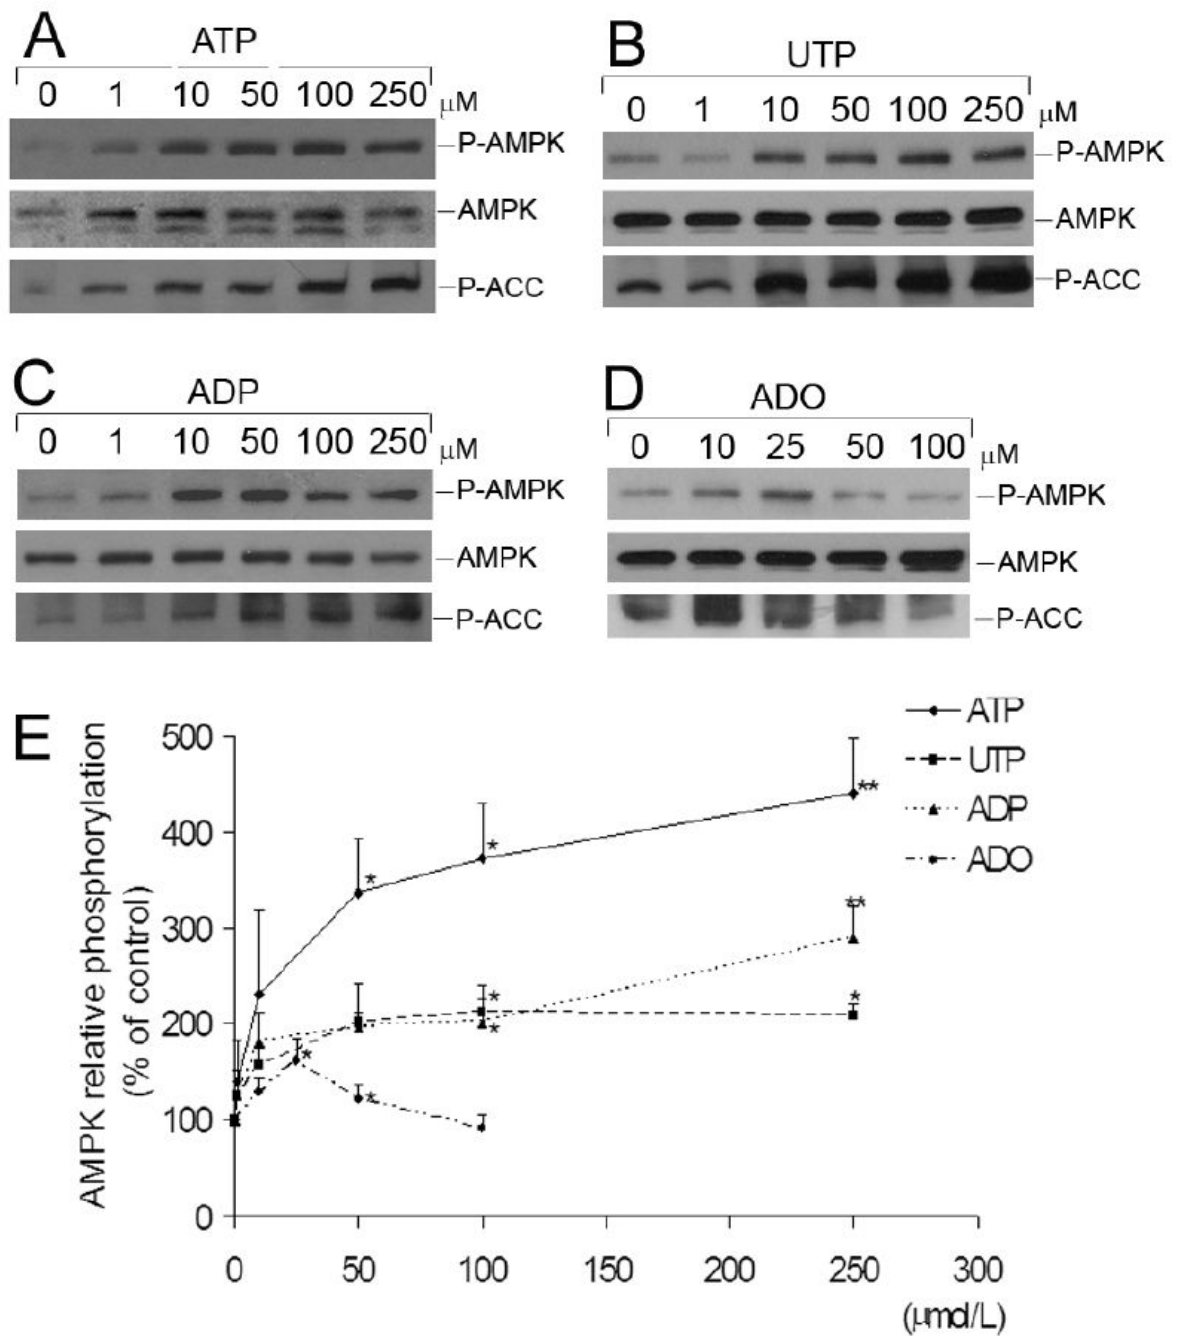 A
ATP
0 1 10 50 100 250 μM
P-AMPK
AMPK
P-ACC
B
UTP
0 1 10 50 100 250 μM
P-AMPK
AMPK
P-ACC
C
ADP
0 1 10 50 100 250 μM
P-AMPK
AMPK
P-ACC
D
ADO
0 10 25 50 100 μM
P-AMPK
AMPK
P-ACC
E
AMPK relative phosphorylation
(% of control)
500
400
300
200
100
0
0 50 100 150 200 250 300
(μmd/L)
ATP
UTP
ADP
ADO
*
*
**
**
*
*
*
*
*